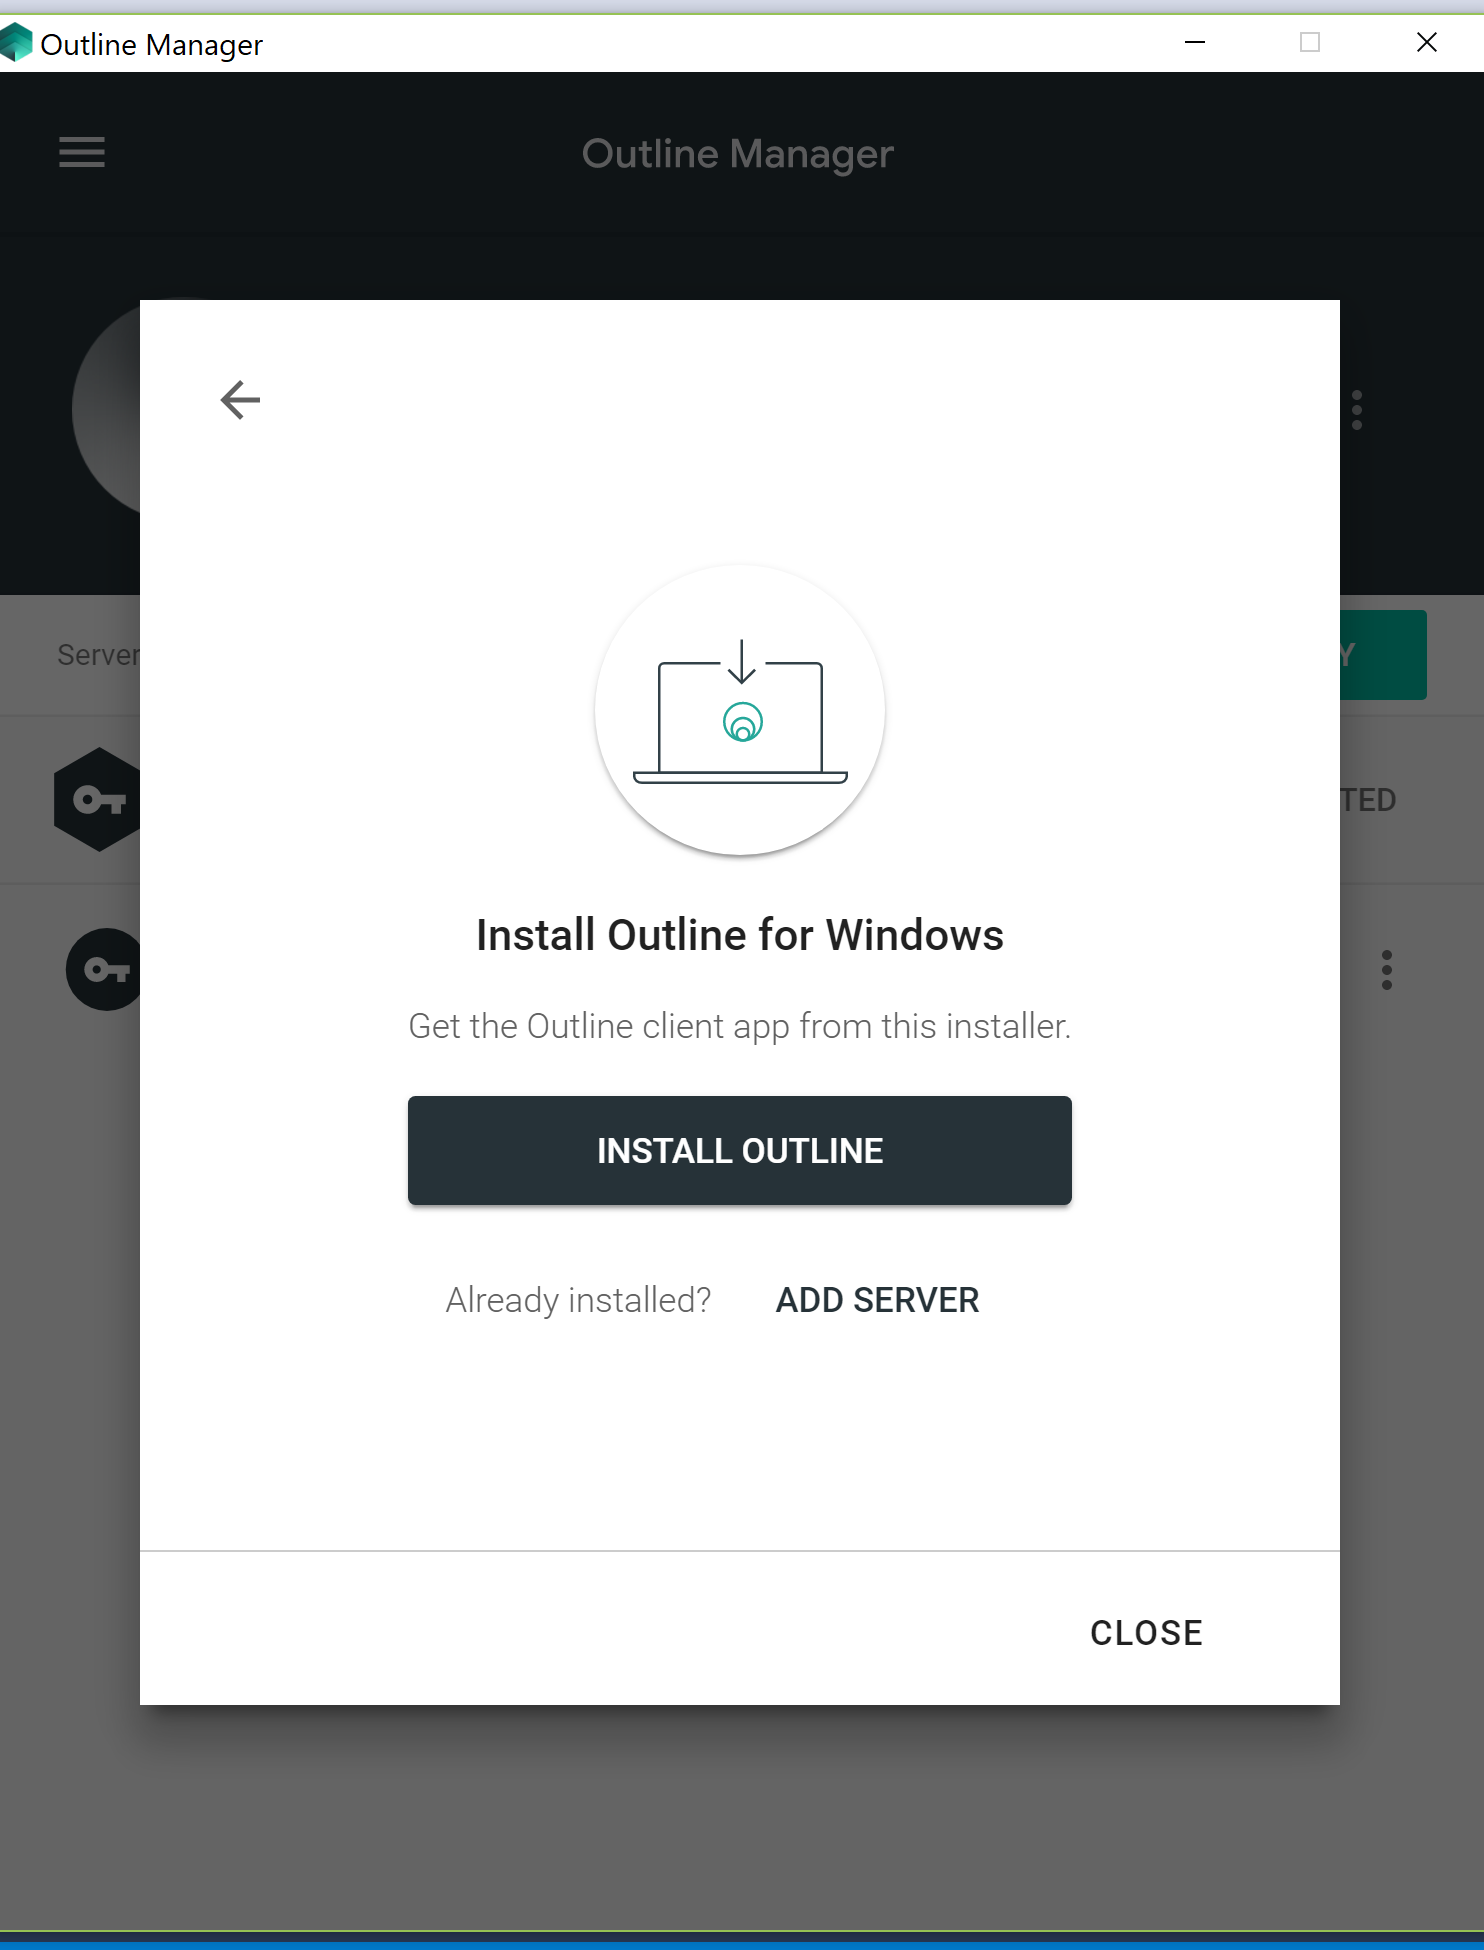 Outline Manager
Outline Manager
Server
Y
TED
Install Outline for Windows
Get the Outline client app from this installer.
INSTALL OUTLINE
Already installed? ADD SERVER
CLOSE